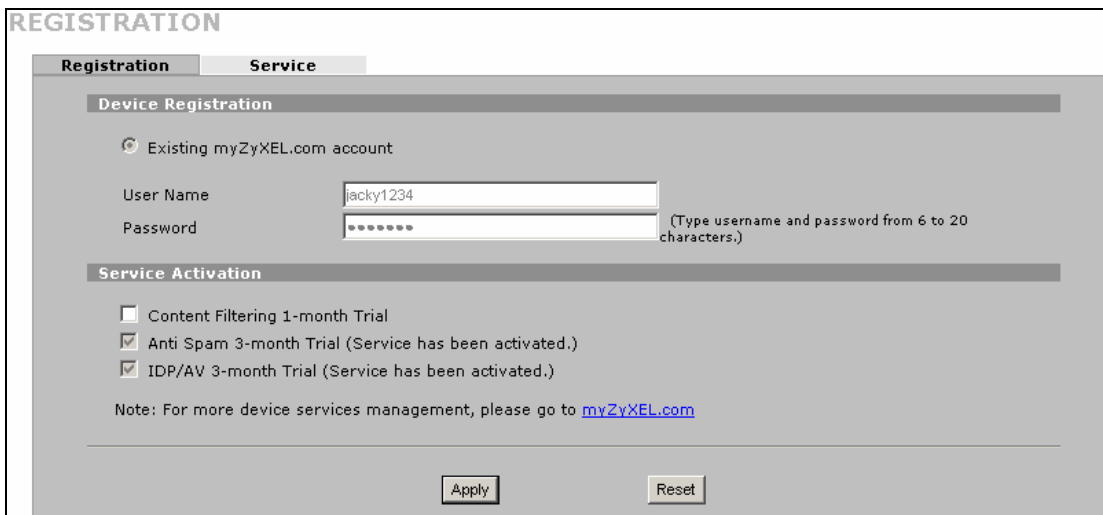 REGISTRATION
Registration Service
Device Registration
Existing myZyXEL.com account
User Name jacky1234
Password ●●●●●●● (Type username and password from 6 to 20
characters.)
Service Activation
Content Filtering 1-month Trial
Anti Spam 3-month Trial (Service has been activated.)
IDP/AV 3-month Trial (Service has been activated.)
Note: For more device services management, please go to myZyXEL.com
Apply Reset